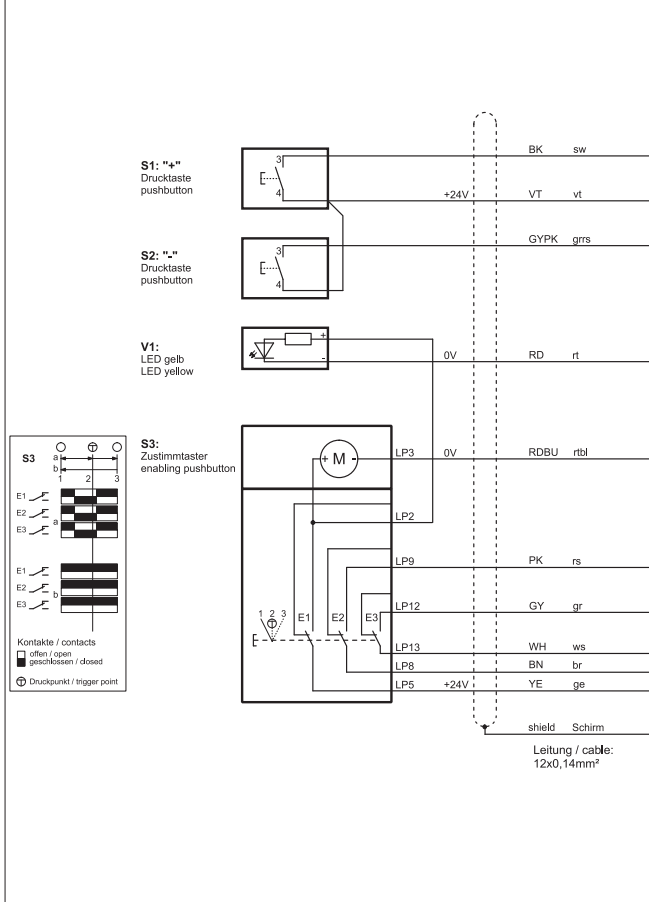 BK sw
S1: "+"
Drucktaste
pushbutton
3
4
+24V VT vt
GYPK grrs
S2: "-"
Drucktaste
pushbutton
3
4
V1:
LED gelb
LED yellow
+
-
0V RD rt
S3:
Zustimmtaster
enabling pushbutton
+ M -
LP3 0V RDBU rtbl
LP2
LP9 PK rs
LP12 GY gr
1 2 3
E1 E2 E3
LP13 WH ws
LP8 BN br
LP5 +24V YE ge
shield Schirm
Leitung / cable:
12x0,14mm²
S3
a
b
1 2 3
E1
E2
a
E3
E1
E2
b
E3
Kontakte / contacts
offen / open
geschlossen / closed
Druckpunkt / trigger point